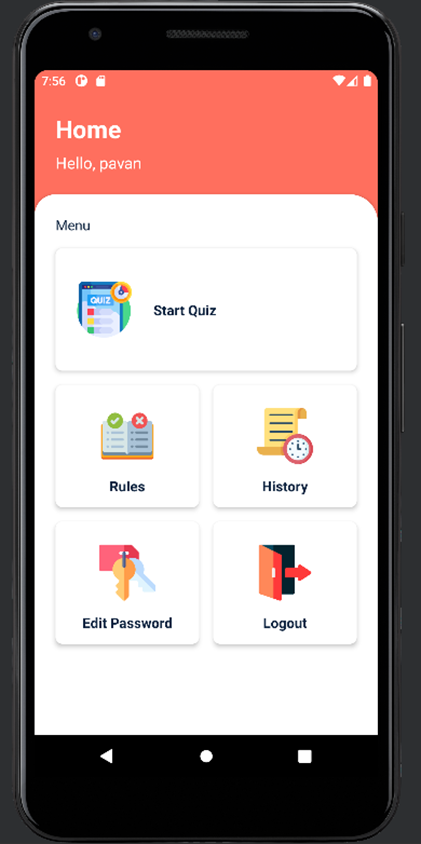 7:56
Home
Hello, pavan
Menu
QUIZ
Start Quiz
Rules
History
Edit Password
Logout